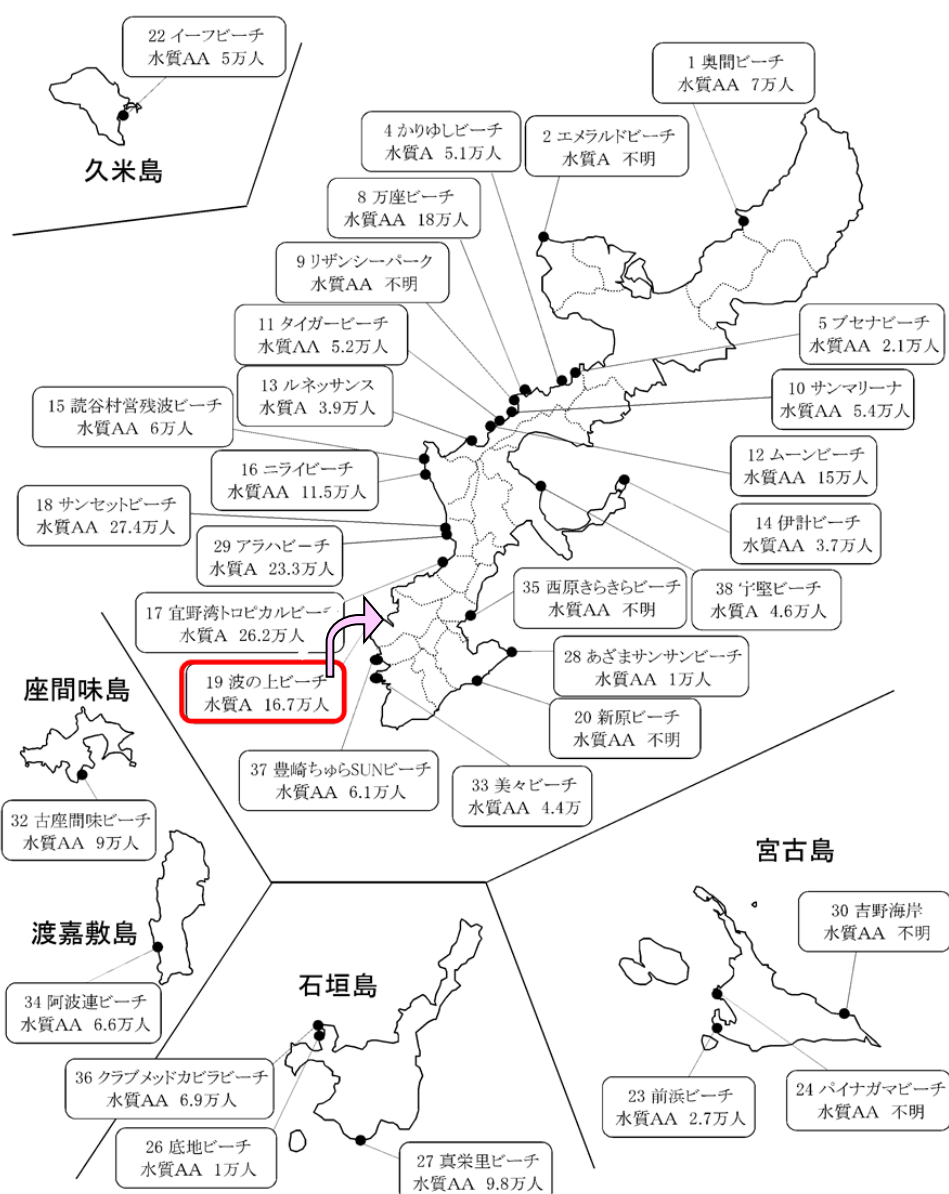 22 イーフビーチ
水質AA 5万人
久米島
1 奥間ビーチ
水質AA 7万人
4 かりゆしビーチ
水質A 5.1万人
2 エメラルドビーチ
水質A 不明
8 万座ビーチ
水質AA 18万人
9 リザンシーパーク
水質AA 不明
11 タイガービーチ
水質AA 5.2万人
5 ブセナビーチ
水質AA 2.1万人
13 ルネッサンス
水質A 3.9万人
10 サンマリーナ
水質AA 5.4万人
15 読谷村営残波ビーチ
水質AA 6万人
12 ムーンビーチ
水質AA 15万人
16 ニライビーチ
水質AA 11.5万人
18 サンセットビーチ
水質AA 27.4万人
14 伊計ビーチ
水質AA 3.7万人
29 アラハビーチ
水質A 23.3万人
35 西原きらきらビーチ
水質AA 不明
38 宇堅ビーチ
水質A 4.6万人
17 宜野湾トロピカルビーチ
水質A 26.2万人
28 あざまサンサンビーチ
水質AA 1万人
19 波の上ビーチ
水質A 16.7万人
20 新原ビーチ
水質AA 不明
座間味島
37 豊崎ちゅらSUNビーチ
水質AA 6.1万人
33 美々ビーチ
水質AA 4.4万
32 古座間味ビーチ
水質AA 9万人
宮古島
30 吉野海岸
水質AA 不明
渡嘉敷島
石垣島
34 阿波連ビーチ
水質AA 6.6万人
36 クラブメッドカビラビーチ
水質AA 6.9万人
23 前浜ビーチ
水質AA 2.7万人
24 パイナガマビーチ
水質AA 不明
26 底地ビーチ
水質AA 1万人
27 真栄里ビーチ
水質AA 9.8万人